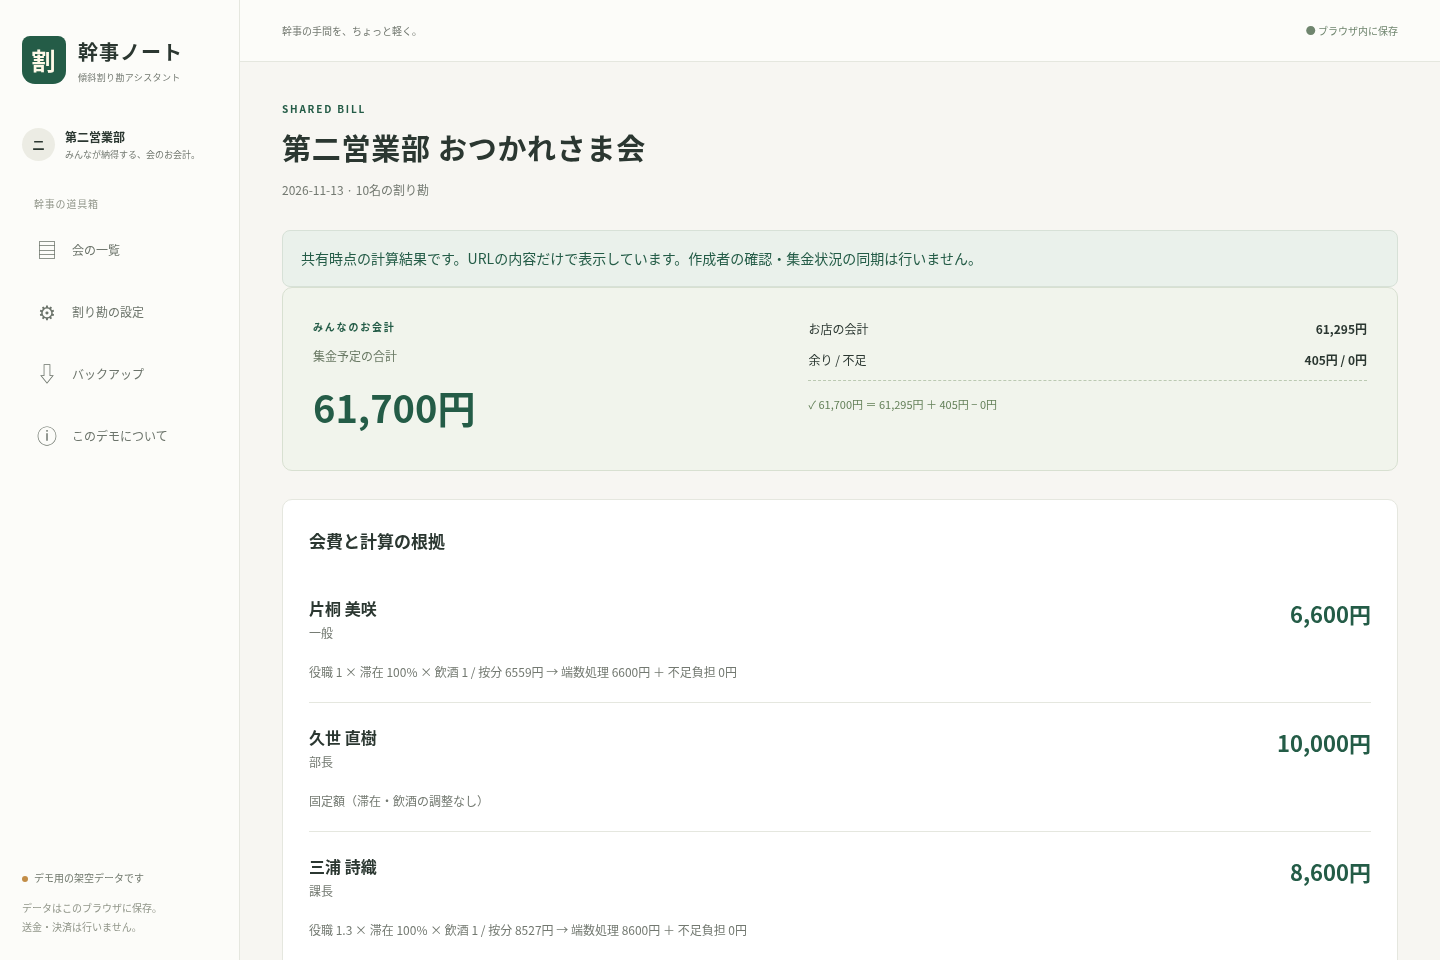 割
幹事ノート
傾斜割り勘アシスタント
二
第二営業部
みんなが納得する、会のお会計。
幹事の道具箱
会の一覧
割り勘の設定
バックアップ
このデモについて
デモ用の架空データです
データはこのブラウザに保存。
送金・決済は行いません。
幹事の手間を、ちょっと軽く。
ブラウザ内に保存
SHARED BILL
第二営業部 おつかれさま会
2026-11-13 · 10名の割り勘
共有時点の計算結果です。URLの内容だけで表示しています。作成者の確認・集金状況の同期は行いません。
みんなのお会計
集金予定の合計
61,700円
お店の会計 61,295円
余り / 不足 405円 / 0円
✓ 61,700円 ＝ 61,295円 ＋ 405円 − 0円
会費と計算の根拠
片桐 美咲 6,600円
一般
役職 1 × 滞在 100% × 飲酒 1 / 按分 6559円 → 端数処理 6600円 ＋ 不足負担 0円
久世 直樹 10,000円
部長
固定額（滞在・飲酒の調整なし）
三浦 詩織 8,600円
課長
役職 1.3 × 滞在 100% × 飲酒 1 / 按分 8527円 → 端数処理 8600円 ＋ 不足負担 0円